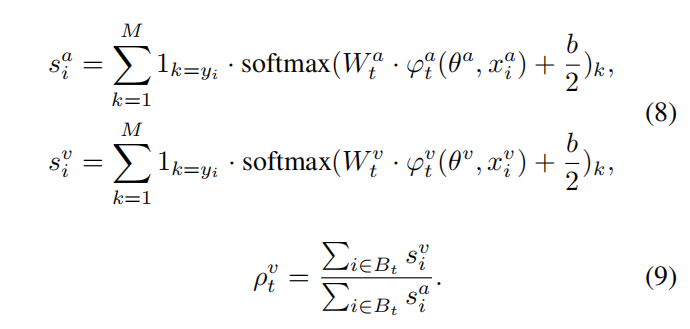 $s_i^a = \sum_{k=1}^{M} 1_{k=y_i} \cdot \text{softmax}(W_t^a \cdot \varphi_t^a(\theta^a, x_i^a) + \frac{b}{2})_k,$
(8)
$s_i^v = \sum_{k=1}^{M} 1_{k=y_i} \cdot \text{softmax}(W_t^v \cdot \varphi_t^v(\theta^v, x_i^v) + \frac{b}{2})_k,$
$\rho_t^v = \frac{\sum_{i \in B_t} s_i^v}{\sum_{i \in B_t} s_i^a}.$ (9)